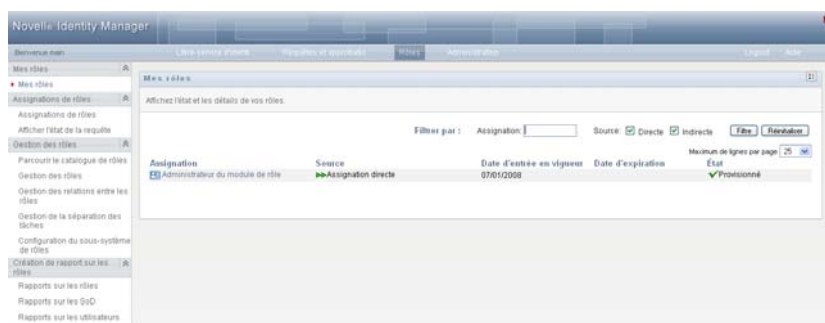 Novell® Identity Manager
Bienvenue main
Libre-service d'identité Requêtes et approbatio Rôles Administration Logout Aide
Mes rôles
Mes rôles
Assignations de rôles
Assignations de rôles
Afficher l'état de la requête
Gestion des rôles
Parcourir le catalogue de rôles
Gestion des rôles
Gestion des relations entre les
rôles
Gestion de la séparation des
tâches
Configuration du sous-système
de rôles
Création de rapport sur les
rôles
Rapports sur les rôles
Rapports sur les SoD
Rapports sur les utilisateurs
Mes rôles
Affichez l'état et les détails de vos rôles.
Filtrer par : Assignation: Source: Directe Indirecte Filtre Réinitialiser
Maximum de lignes par page 25
Assignation Source Date d'entrée en vigueur Date d'expiration État
Administrateur du module de rôle Assignation directe 07/01/2008 Provisionné